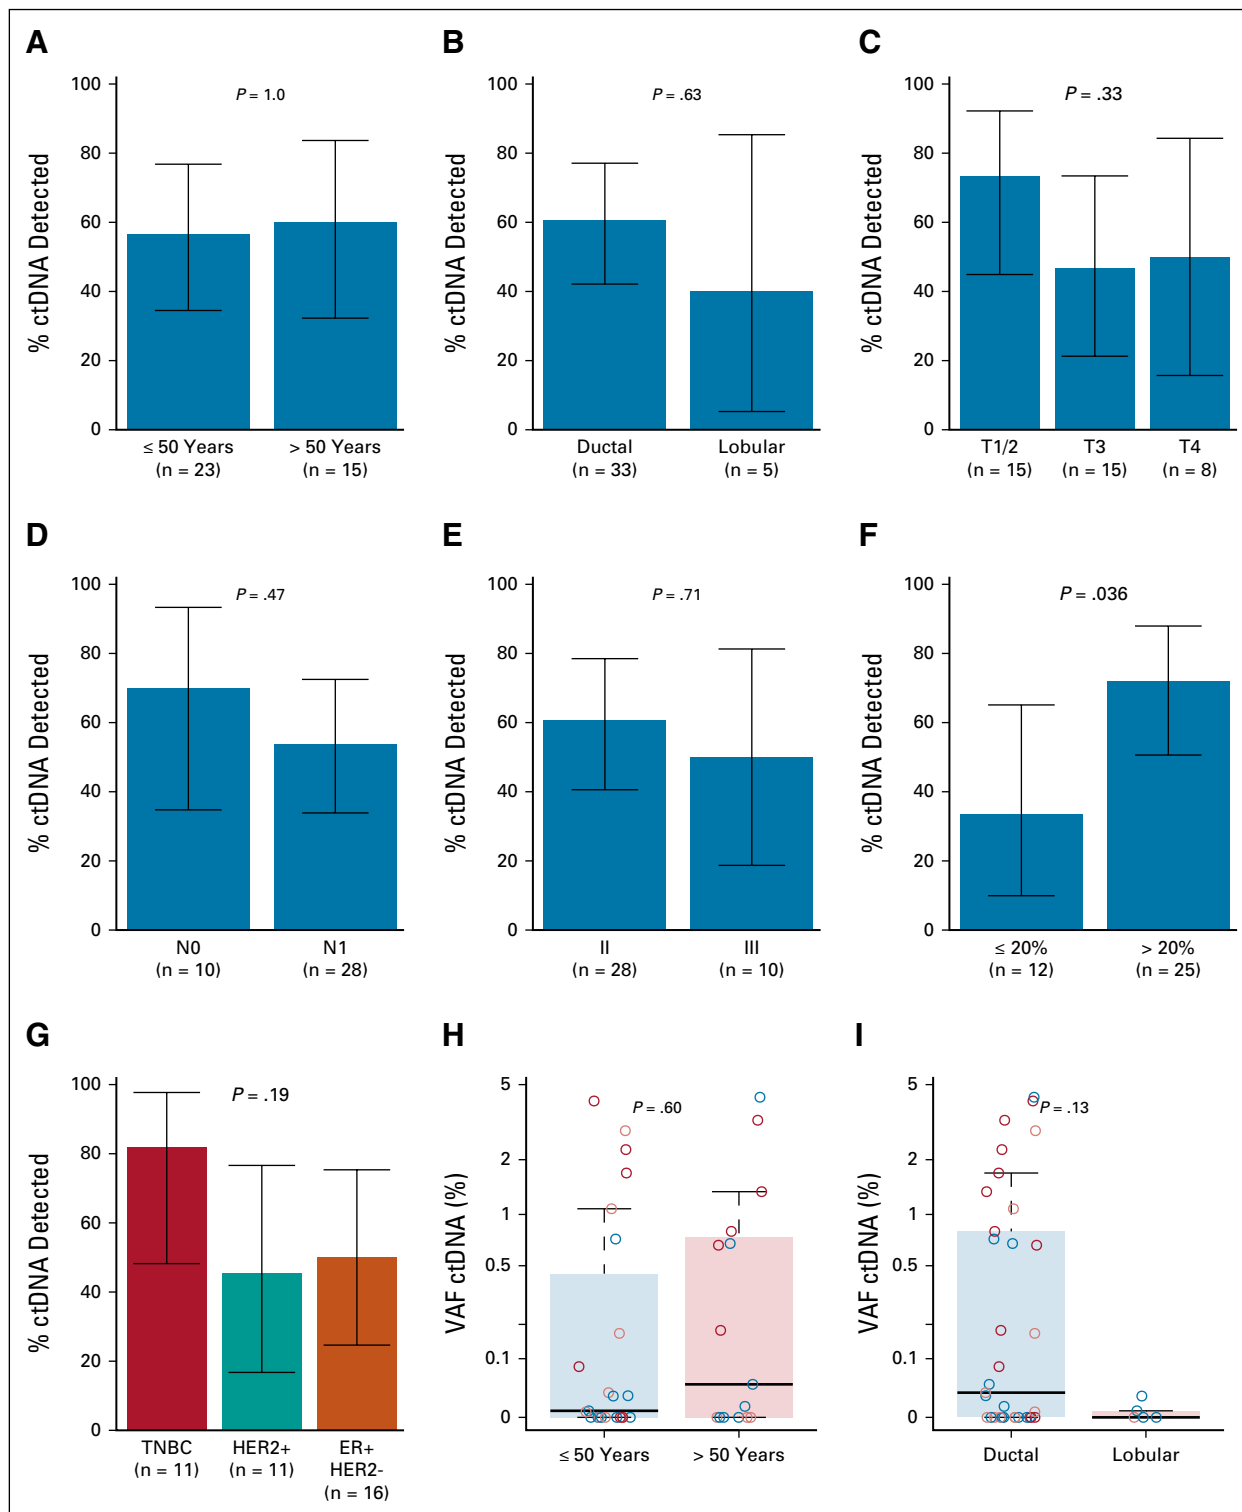 A
% ctDNA Detected
100
80
60
40
20
0
P = 1.0
≤ 50 Years
(n = 23)
> 50 Years
(n = 15)
B
% ctDNA Detected
100
80
60
40
20
0
P = .63
Ductal
(n = 33)
Lobular
(n = 5)
C
% ctDNA Detected
100
80
60
40
20
0
P = .33
T1/2
(n = 15)
T3
(n = 15)
T4
(n = 8)
D
% ctDNA Detected
100
80
60
40
20
0
P = .47
N0
(n = 10)
N1
(n = 28)
E
% ctDNA Detected
100
80
60
40
20
0
P = .71
II
(n = 28)
III
(n = 10)
F
% ctDNA Detected
100
80
60
40
20
0
P = .036
≤ 20%
(n = 12)
> 20%
(n = 25)
G
% ctDNA Detected
100
80
60
40
20
0
P = .19
TNBC
(n = 11)
HER2+
(n = 11)
ER+
HER2-
(n = 16)
H
VAF ctDNA (%)
5
2
1
0.5
0.1
0
P = .60
≤ 50 Years
> 50 Years
I
VAF ctDNA (%)
5
2
1
0.5
0.1
0
P = .13
Ductal
Lobular